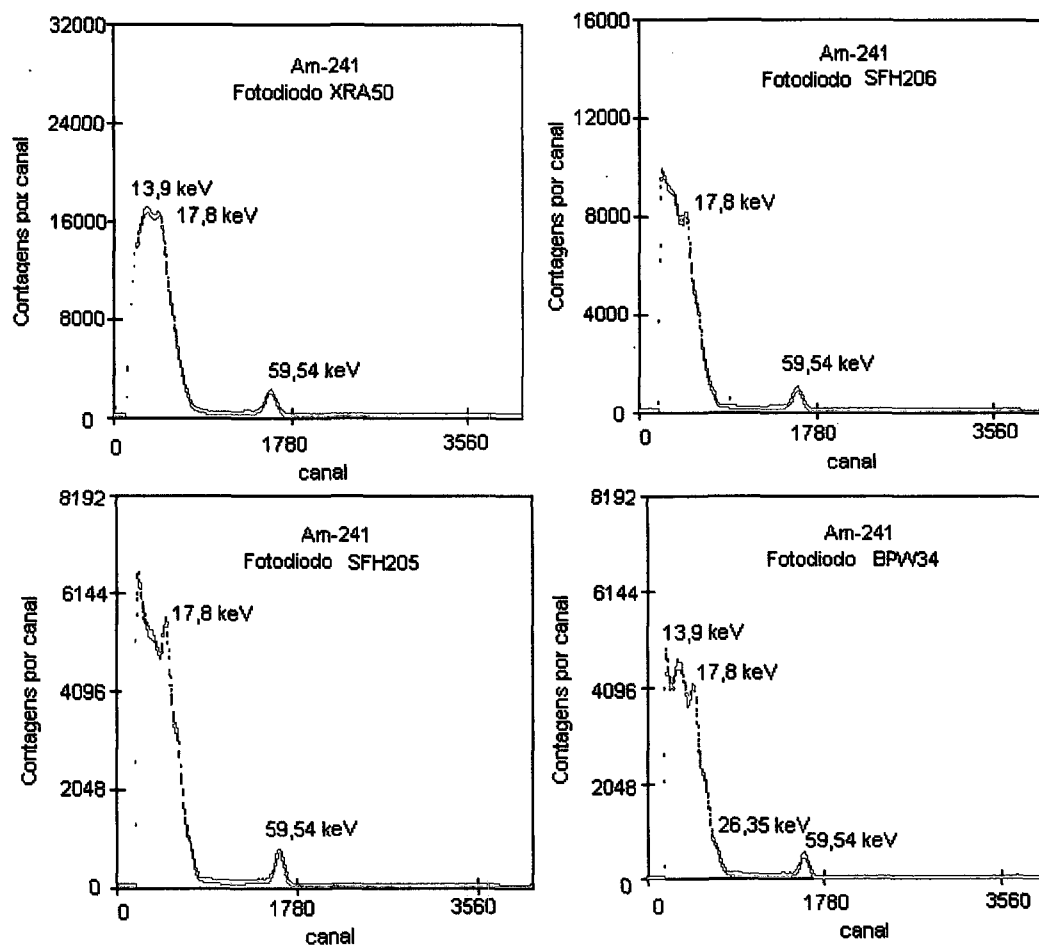 32000
24000
16000
8000
0
Contagens por canal
Am-241
Fotodiodo XRA50
13,9 keV
17,8 keV
59,54 keV
0
1780
3560
canal
16000
12000
8000
4000
0
Contagens por canal
Am-241
Fotodiodo SFH206
17,8 keV
59,54 keV
0
1780
3560
canal
8192
6144
4096
2048
0
Contagens por canal
Am-241
Fotodiodo SFH205
17,8 keV
59,54 keV
0
1780
3560
canal
8192
6144
4096
2048
0
Contagens por canal
Am-241
Fotodiodo BPW34
13,9 keV
17,8 keV
26,35 keV
59,54 keV
0
1780
3560
canal